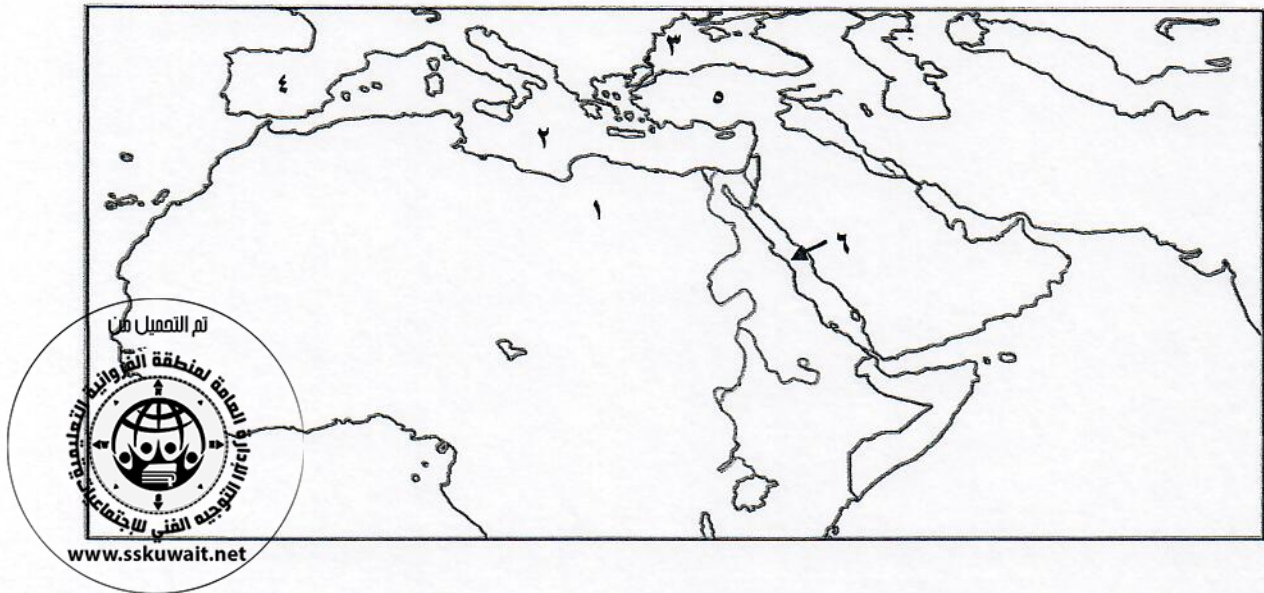 ٣
٤
٥
٢
١
٦
تم التحميل من
التوجيه الفني للاجتماعيات
الإدارة العامة لمنطقة الفروانية التعليمية
www.sskuwait.net